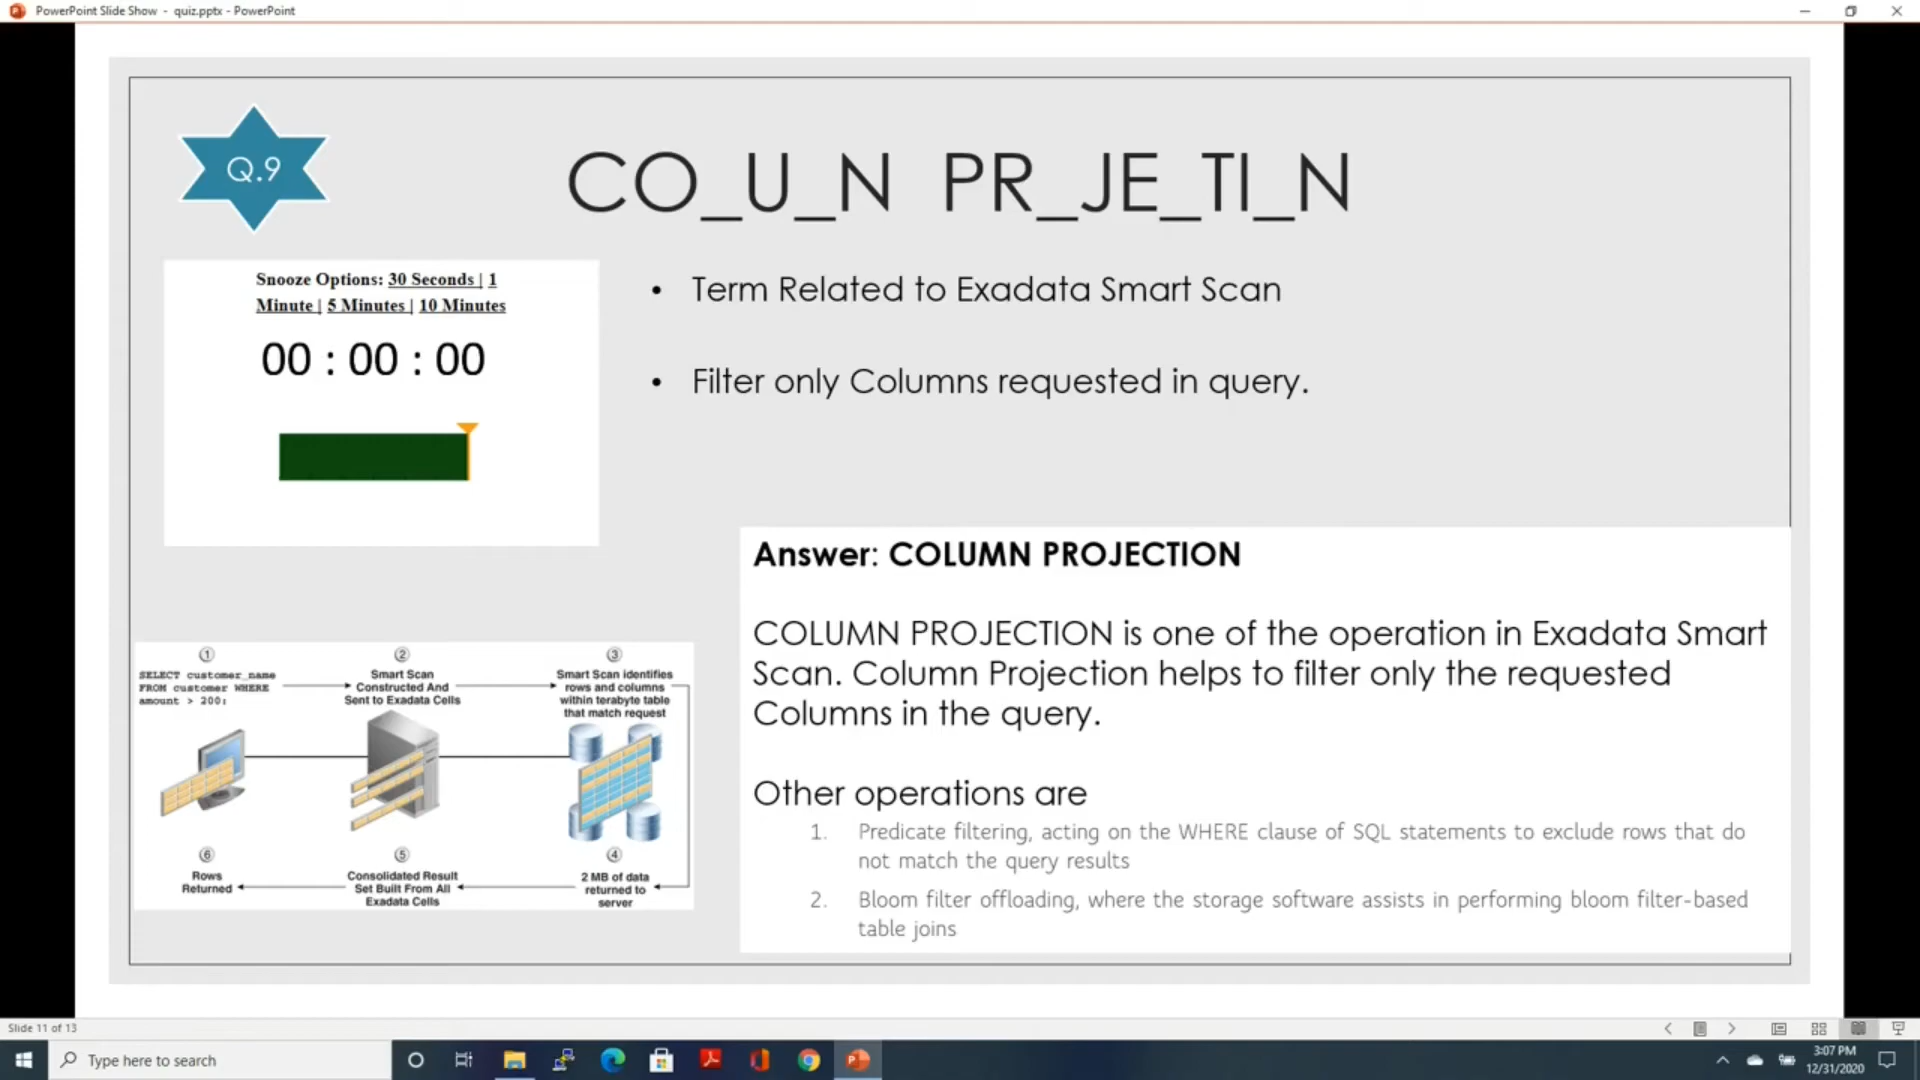 PowerPoint Slide Show - quiz.pptx - PowerPoint
Q.9
CO_U_N PR_JE_TI_N
Snooze Options: 30 Seconds | 1
Minute | 5 Minutes | 10 Minutes
00 : 00 : 00
• Term Related to Exadata Smart Scan
• Filter only Columns requested in query.
Answer: COLUMN PROJECTION
COLUMN PROJECTION is one of the operation in Exadata Smart
Scan. Column Projection helps to filter only the requested
Columns in the query.
Other operations are
1. Predicate filtering, acting on the WHERE clause of SQL statements to exclude rows that do
not match the query results
2. Bloom filter offloading, where the storage software assists in performing bloom filter-based
table joins
1
SELECT customer_name
FROM customer WHERE
amount > 200;
2
Smart Scan
Constructed And
Sent to Exadata Cells
3
Smart Scan identifies
rows and columns
within terabyte table
that match request
6
Rows
Returned
5
Consolidated Result
Set Built From All
Exadata Cells
4
2 MB of data
returned to
server
Slide 11 of 13
Type here to search
3:07 PM
12/31/2020